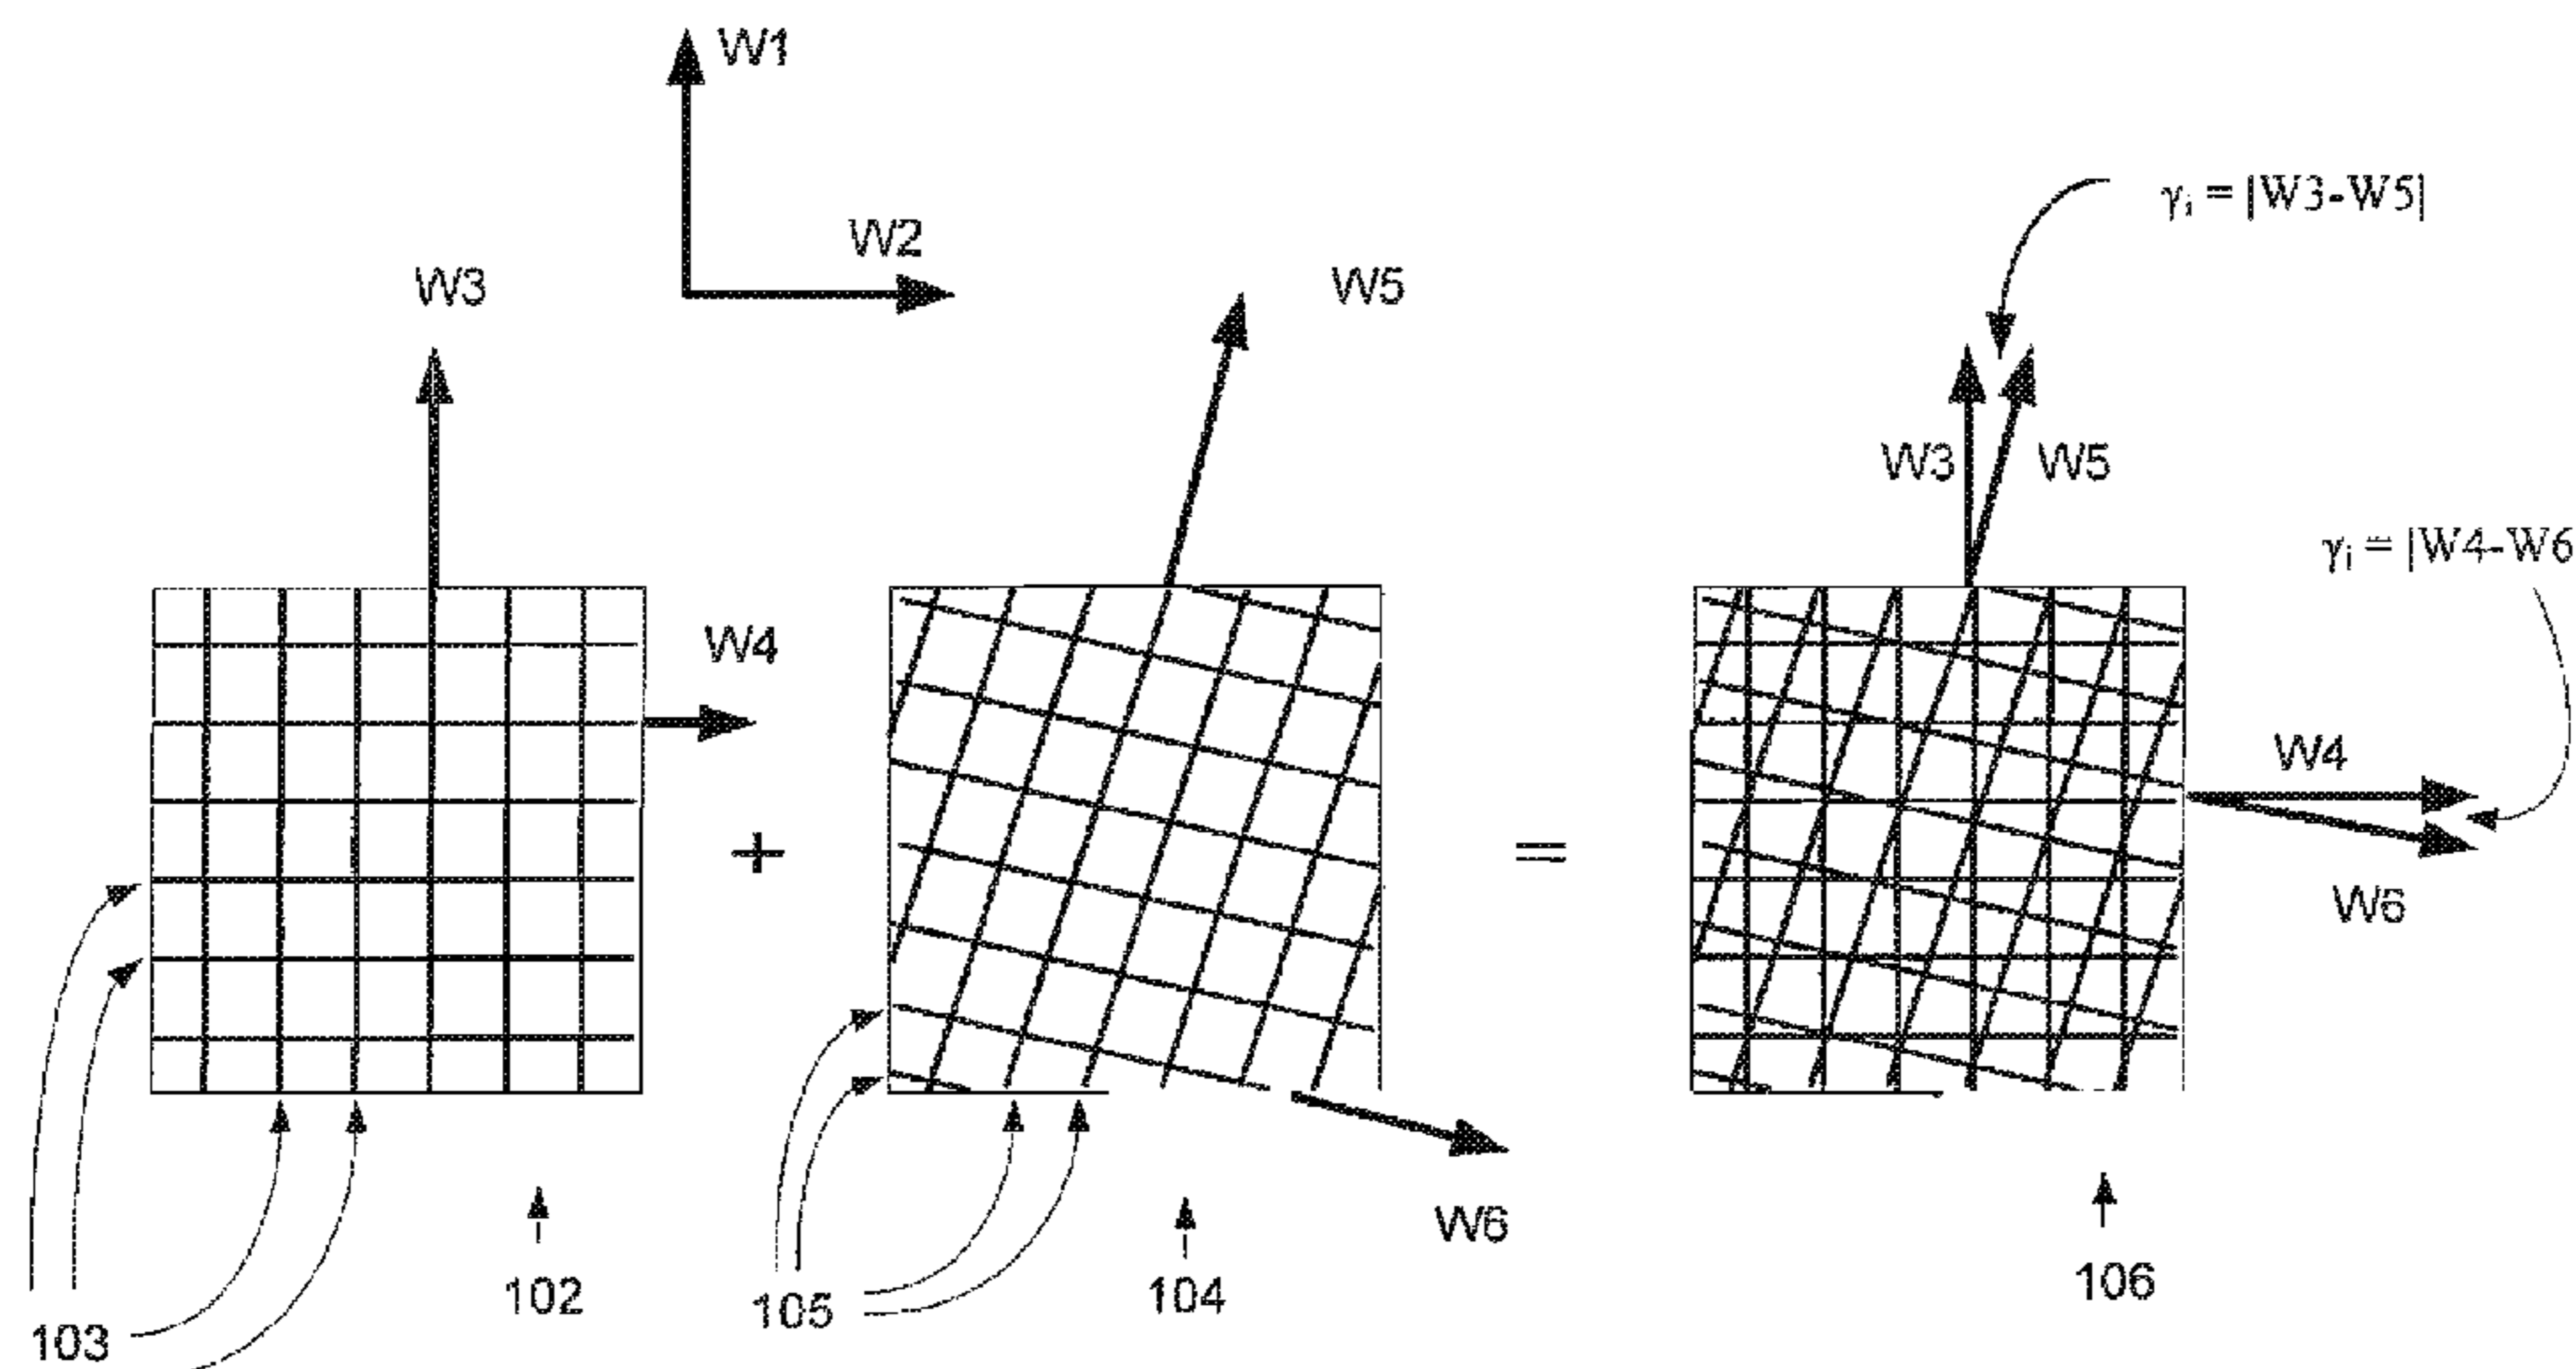 W1
γᵢ = |W3-W5|
W2
W3
W5
W3
W5
γᵢ = |W4-W6
W4
W4
+
=
W6
W6
102
104
106
103
105